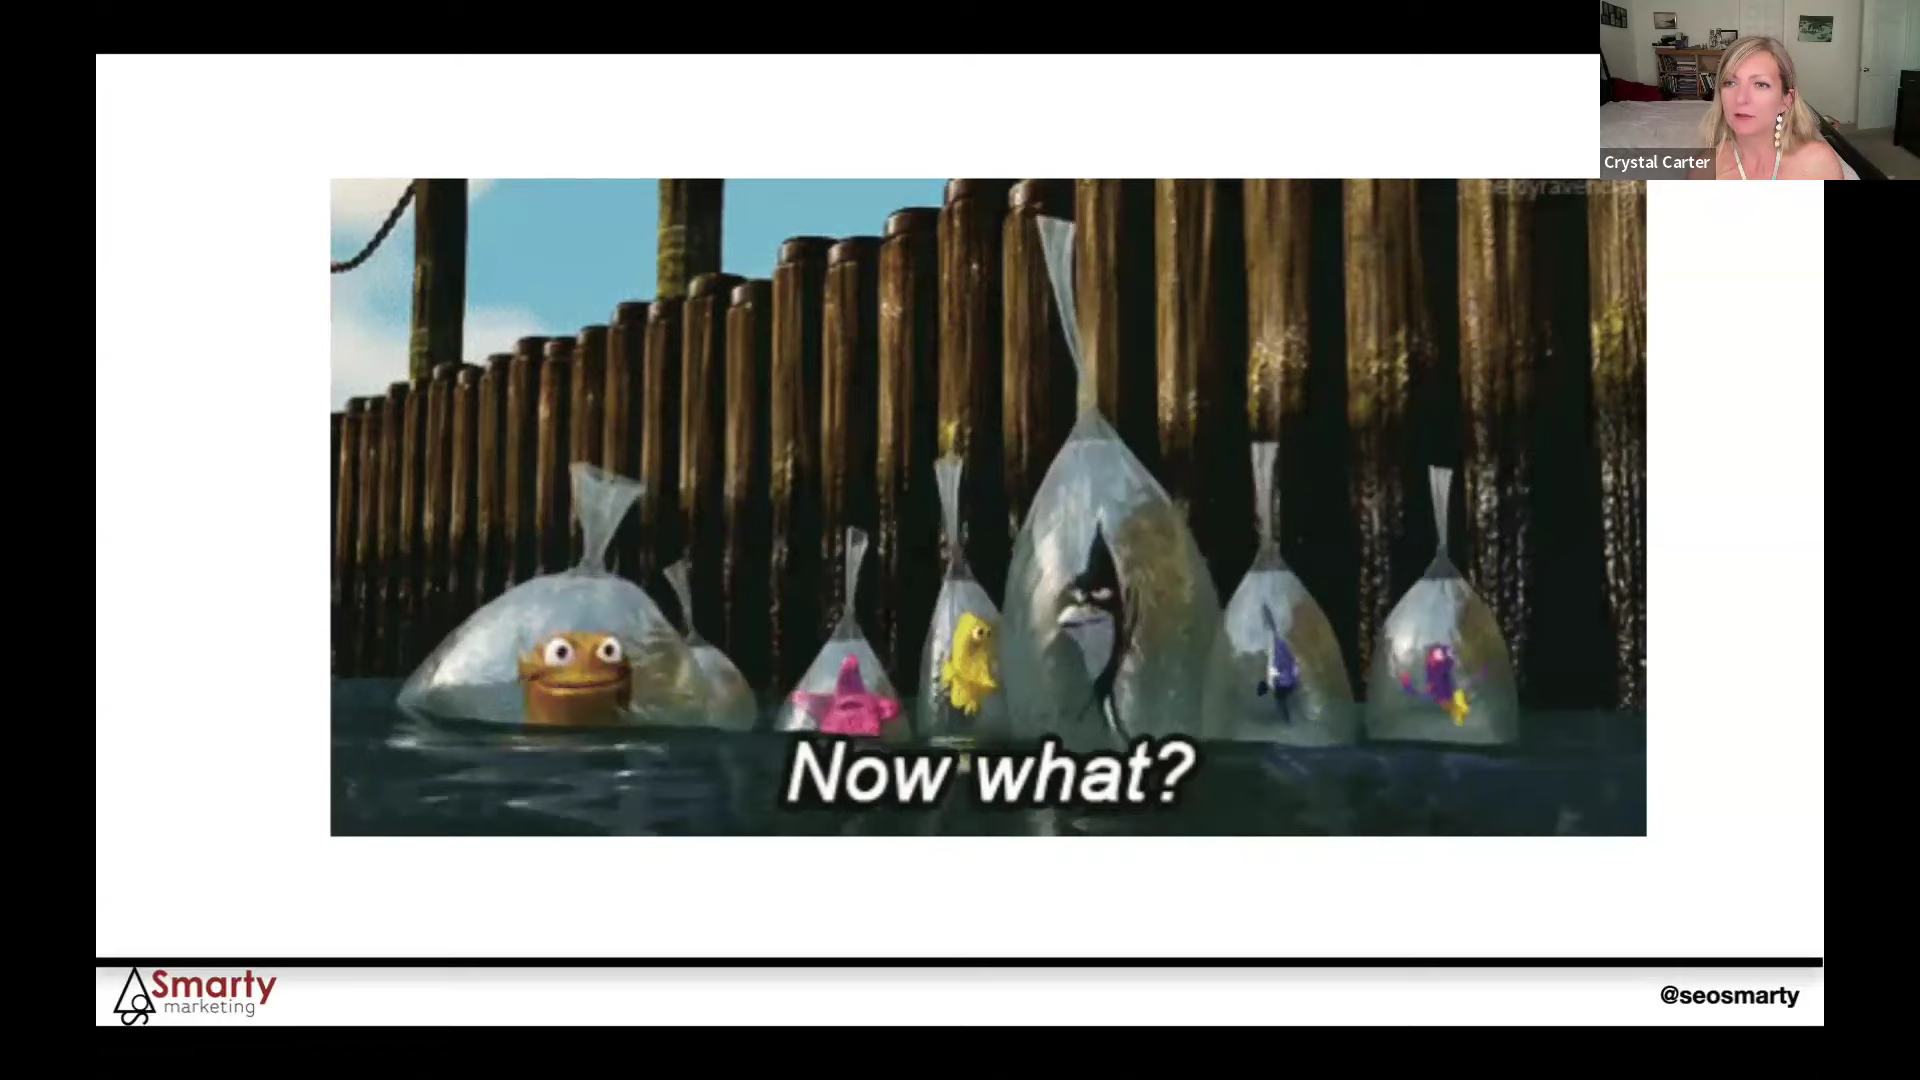 Crystal Carter
Now what?
Smarty
marketing
@seosmarty